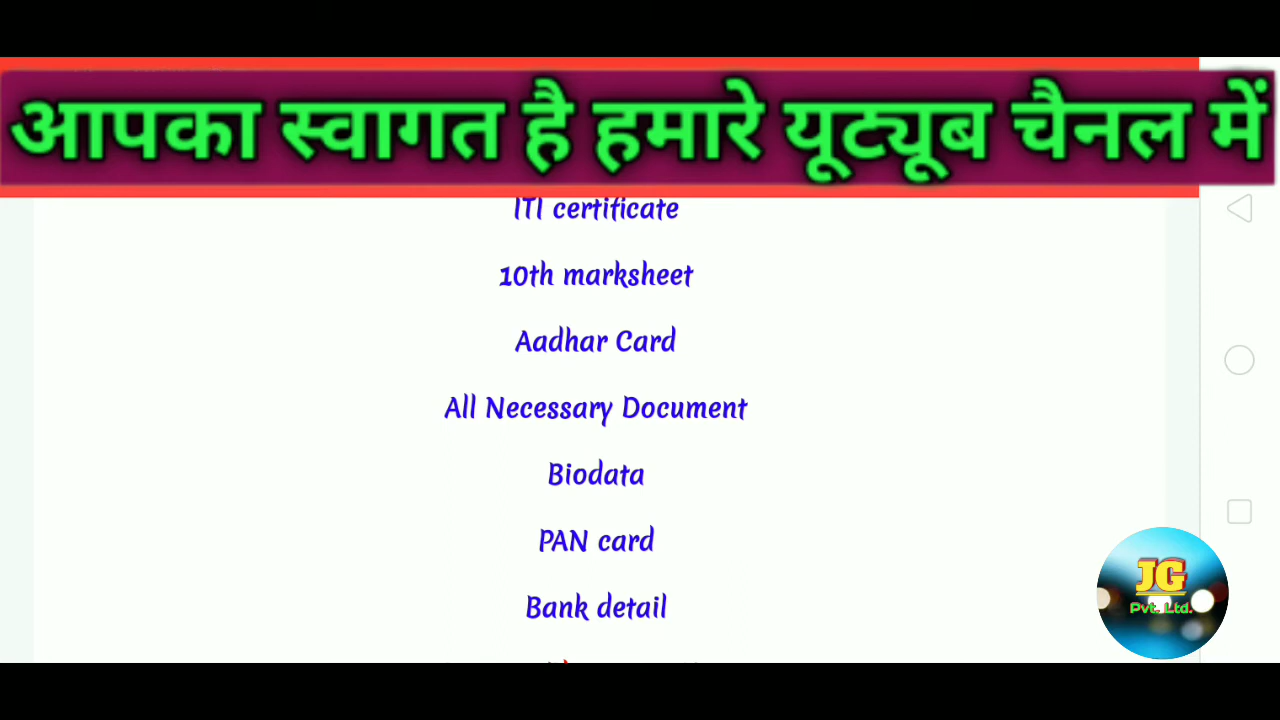 आपका स्वागत है हमारे यूट्यूब चैनल में
ITI certificate
10th marksheet
Aadhar Card
All Necessary Document
Biodata
PAN card
Bank detail
JG
Pvt. Ltd.